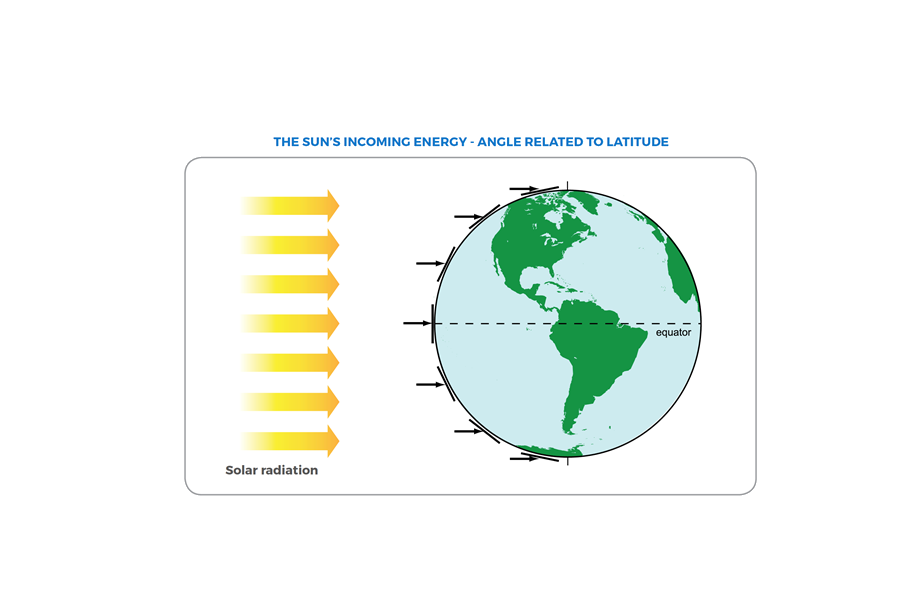 THE SUN'S INCOMING ENERGY - ANGLE RELATED TO LATITUDE
equator
Solar radiation